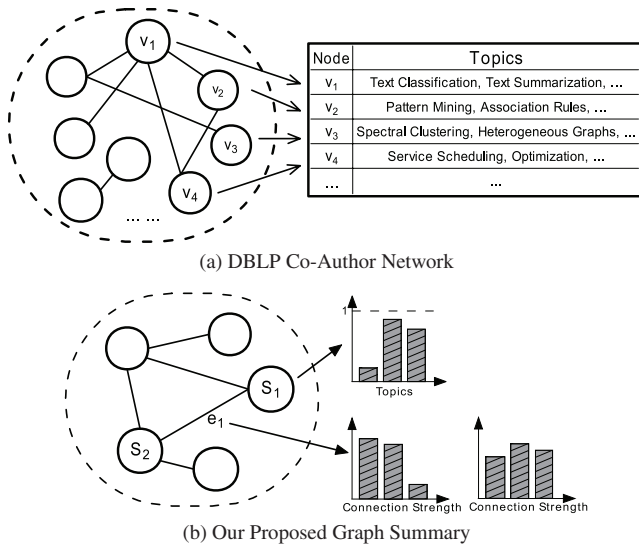 v1
v2
v3
v4
... ...
Node Topics
v1 Text Classification, Text Summarization, ...
v2 Pattern Mining, Association Rules, ...
v3 Spectral Clustering, Heterogeneous Graphs, ...
v4 Service Scheduling, Optimization, ...
... ...
(a) DBLP Co-Author Network
1
Topics
S1
e1
S2
Connection Strength
Connection Strength
(b) Our Proposed Graph Summary